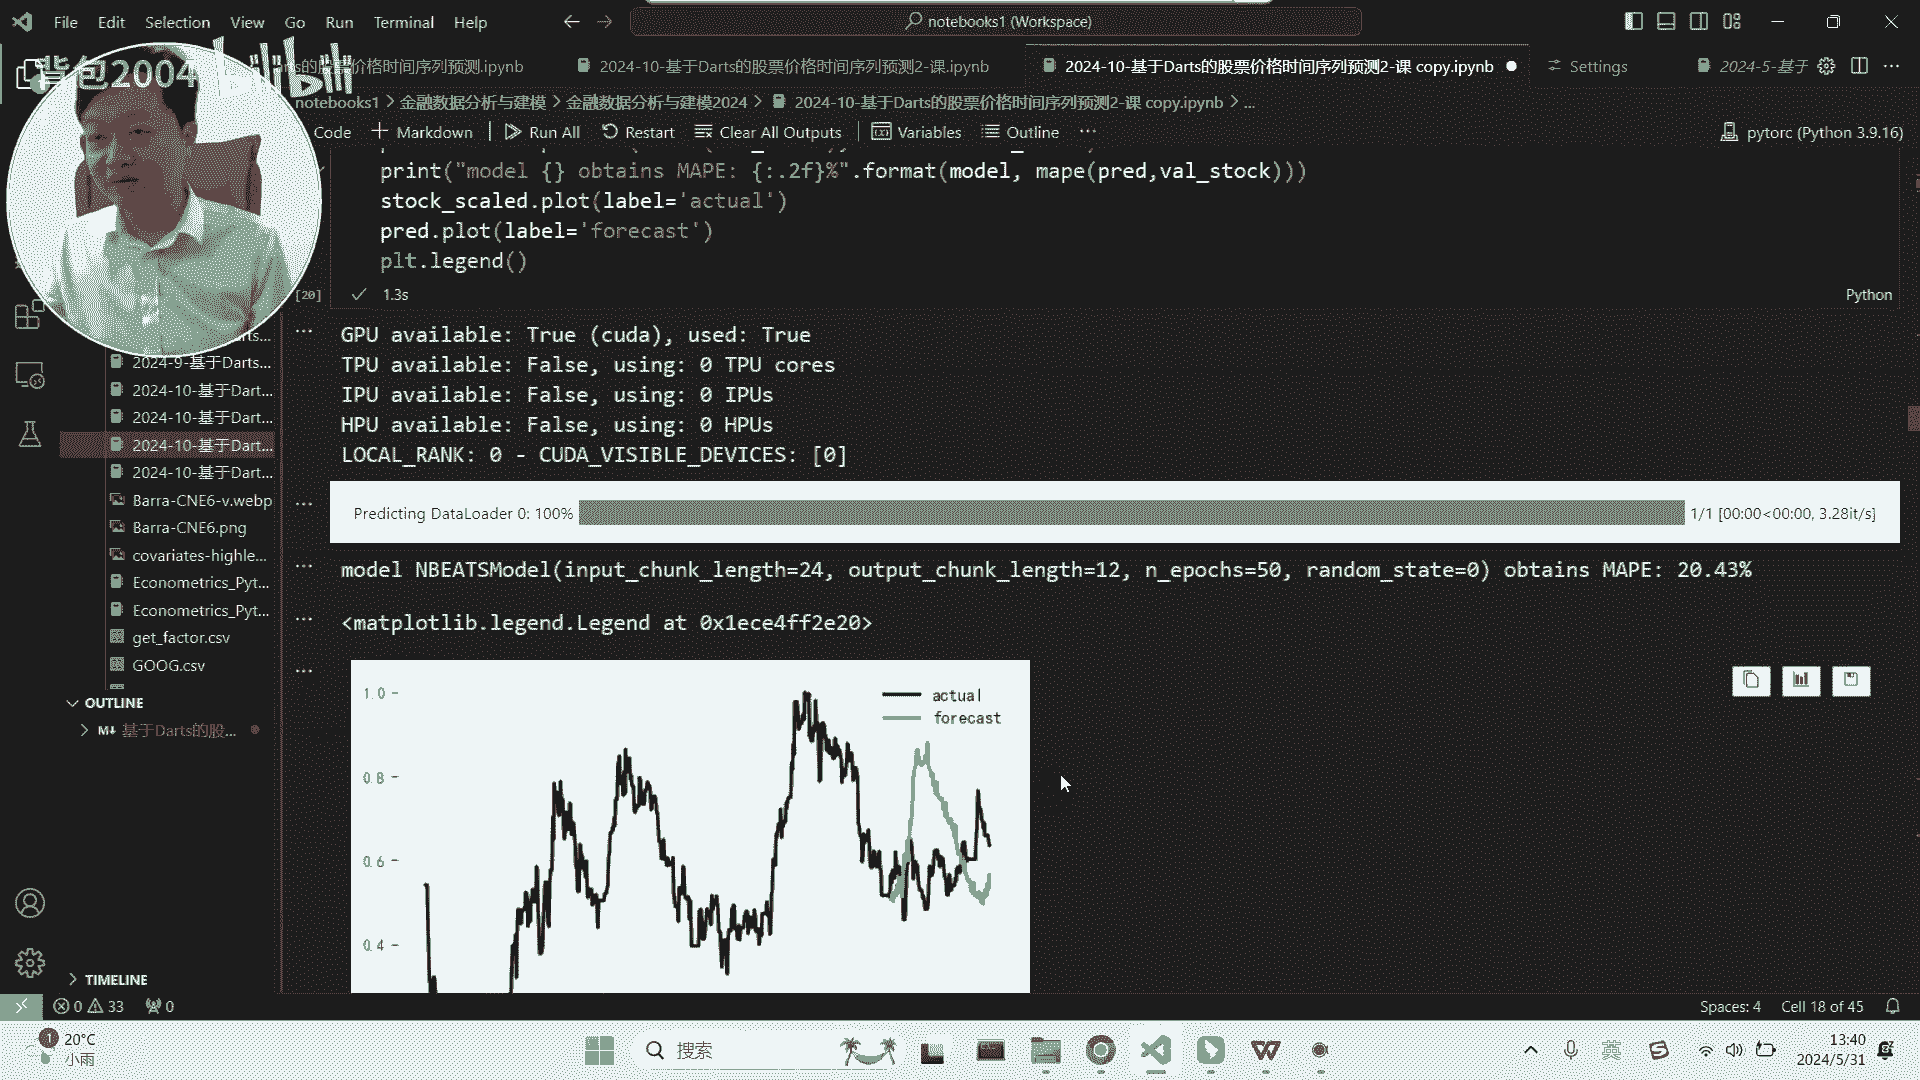 File Edit Selection View Go Run Terminal Help
notebooks1 (Workspace)
背包2004 bilibili
的股票价格时间序列预测.ipynb
2024-10-基于Darts的股票价格时间序列预测2-课.ipynb
2024-10-基于Darts的股票价格时间序列预测2-课 copy.ipynb
Settings
2024-5-基于
notebooks1 > 金融数据分析与建模 > 金融数据分析与建模2024 > 2024-10-基于Darts的股票价格时间序列预测2-课 copy.ipynb > ...
Code + Markdown Run All Restart Clear All Outputs Variables Outline ...
pytorc (Python 3.9.16)
print("model {} obtains MAPE: {:.2f}%".format(model, mape(pred,val_stock)))
stock_scaled.plot(label='actual')
pred.plot(label='forecast')
plt.legend()
[20] 1.3s
Python
GPU available: True (cuda), used: True
TPU available: False, using: 0 TPU cores
IPU available: False, using: 0 IPUs
HPU available: False, using: 0 HPUs
LOCAL_RANK: 0 - CUDA_VISIBLE_DEVICES: [0]
Predicting DataLoader 0: 100% 1/1 [00:00<00:00, 3.28it/s]
model NBEATSModel(input_chunk_length=24, output_chunk_length=12, n_epochs=50, random_state=0) obtains MAPE: 20.43%
<matplotlib.legend.Legend at 0x1ece4ff2e20>
1.0
0.8
0.6
0.4
actual
forecast
2024-9-基于Darts...
2024-10-基于Dart...
2024-10-基于Dart...
2024-10-基于Dart...
2024-10-基于Dart...
Barra-CNE6-v.webp
Barra-CNE6.png
covariates-highle...
Econometrics_Pyt...
Econometrics_Pyt...
get_factor.csv
GOOG.csv
OUTLINE
M↓ 基于Darts的股...
TIMELINE
0 33 0
Spaces: 4 Cell 18 of 45
1
20°C
小雨
搜索
英
13:40
2024/5/31